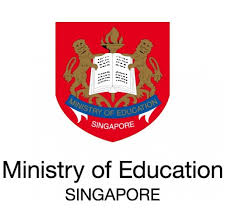 MINISTRY OF EDUCATION
SINGAPORE
Ministry of Education
SINGAPORE